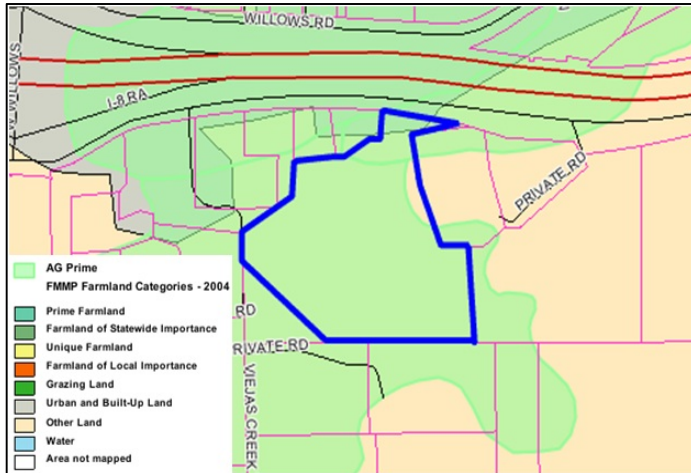 WILLOWS RD
W WILLOWS
I-8 RA
PRIVATE RD
RD
RIVATE RD
VIEJAS CREEK
AG Prime
FMMP Farmland Categories - 2004
Prime Farmland
Farmland of Statewide Importance
Unique Farmland
Farmland of Local Importance
Grazing Land
Urban and Built-Up Land
Other Land
Water
Area not mapped